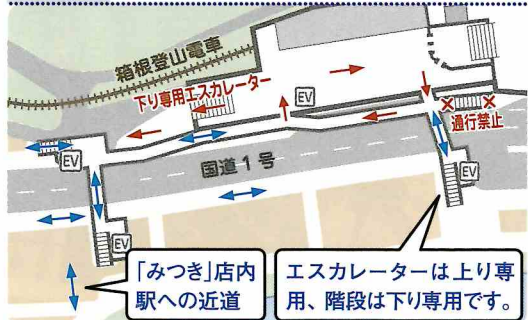 箱根登山電車
下り専用エスカレーター
EV
通行禁止
EV
国道1号
EV
EV
「みつき」店内
駅への近道
エスカレーターは上り専
用、階段は下り専用です。